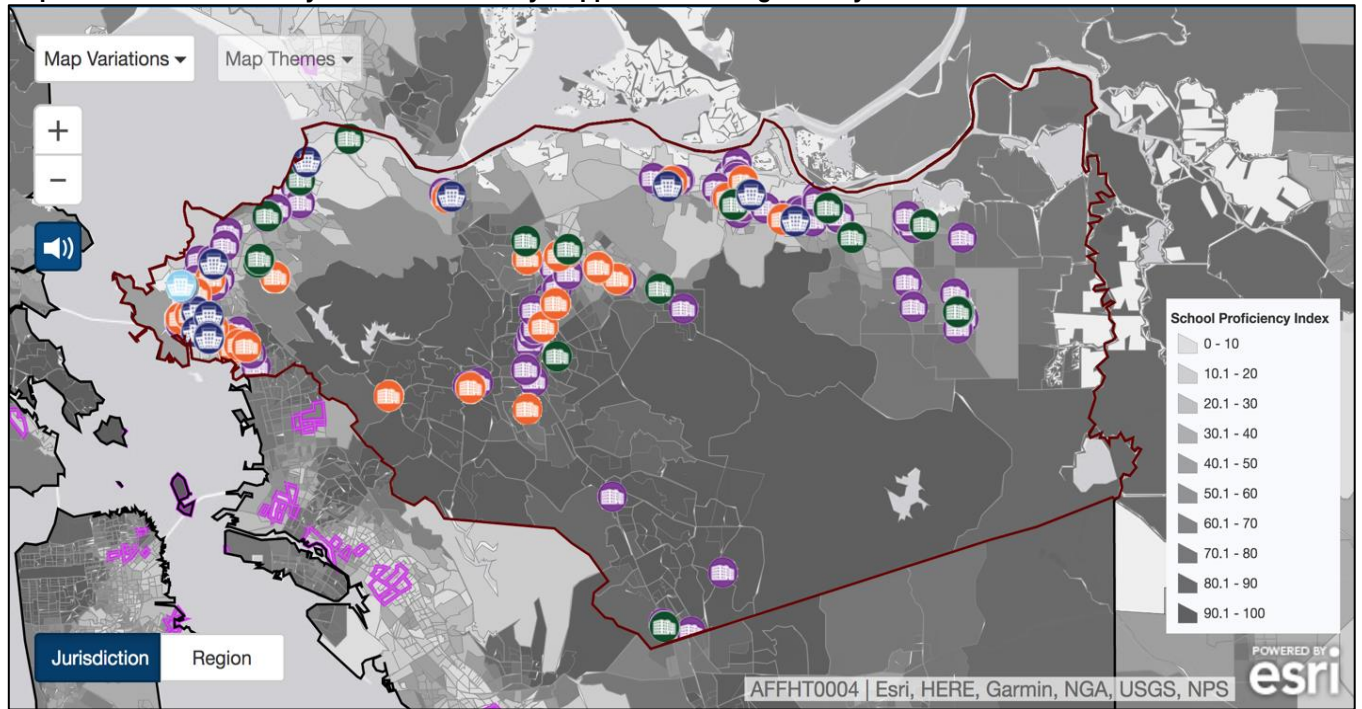 Map Variations ▾
Map Themes ▾
+
−
School Proficiency Index
0 - 10
10.1 - 20
20.1 - 30
30.1 - 40
40.1 - 50
50.1 - 60
60.1 - 70
70.1 - 80
80.1 - 90
90.1 - 100
Jurisdiction
Region
POWERED BY
esri
AFFHT0004 | Esri, HERE, Garmin, NGA, USGS, NPS